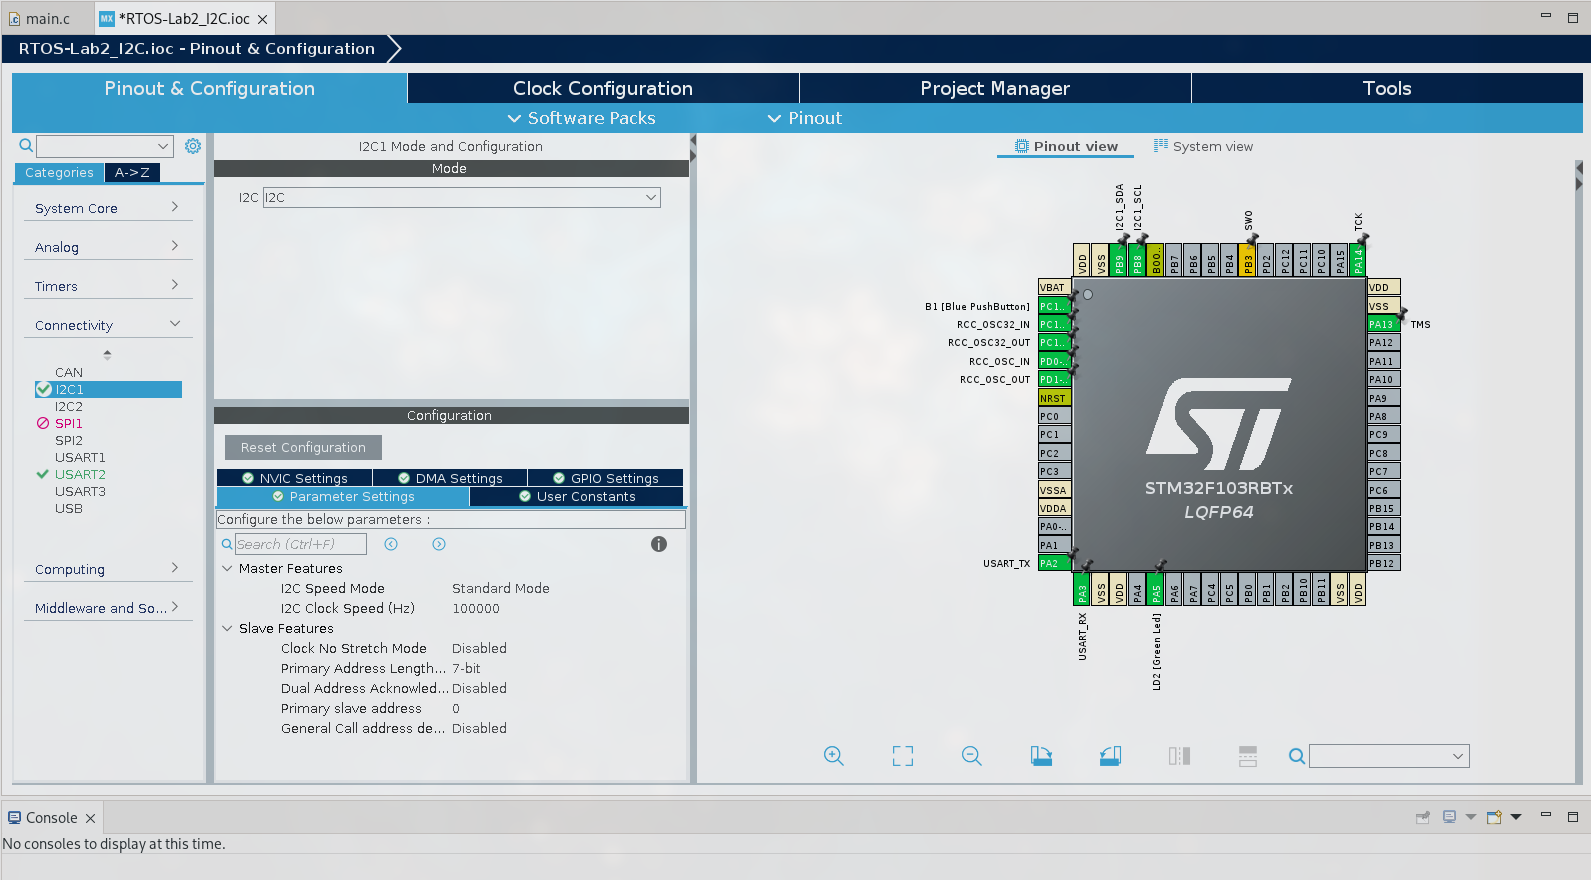 main.c
*RTOS-Lab2_I2C.ioc
RTOS-Lab2_I2C.ioc - Pinout & Configuration
Pinout & Configuration
Clock Configuration
Project Manager
Tools
Software Packs
Pinout
Categories
A->Z
System Core
Analog
Timers
Connectivity
CAN
I2C1
I2C2
SPI1
SPI2
USART1
USART2
USART3
USB
Computing
Middleware and So...
I2C1 Mode and Configuration
Mode
I2C I2C
Configuration
Reset Configuration
NVIC Settings
DMA Settings
GPIO Settings
Parameter Settings
User Constants
Configure the below parameters :
Search (Ctrl+F)
Master Features
I2C Speed Mode Standard Mode
I2C Clock Speed (Hz) 100000
Slave Features
Clock No Stretch Mode Disabled
Primary Address Length... 7-bit
Dual Address Acknowled... Disabled
Primary slave address 0
General Call address de... Disabled
Pinout view
System view
I2C1_SDA
I2C1_SCL
SWO
TCK
VDD
VSS
PB9
PB8
BOO..
PB7
PB6
PB5
PB4
PB3
PD2
PC12
PC11
PC10
PA15
PA14
VBAT
B1 [Blue PushButton] PC1..
RCC_OSC32_IN PC1..
RCC_OSC32_OUT PC1..
RCC_OSC_IN PD0-..
RCC_OSC_OUT PD1-..
NRST
PC0
PC1
PC2
PC3
VSSA
VDDA
PA0-..
PA1
USART_TX PA2
VDD
VSS
PA13 TMS
PA12
PA11
PA10
PA9
PA8
PC9
PC8
PC7
PC6
PB15
PB14
PB13
PB12
ST
STM32F103RBTx
LQFP64
PA3
VSS
VDD
PA4
PA5
PA6
PA7
PC4
PC5
PB0
PB1
PB2
PB10
PB11
VSS
VDD
USART_RX
LD2 [Green Led]
Console
No consoles to display at this time.